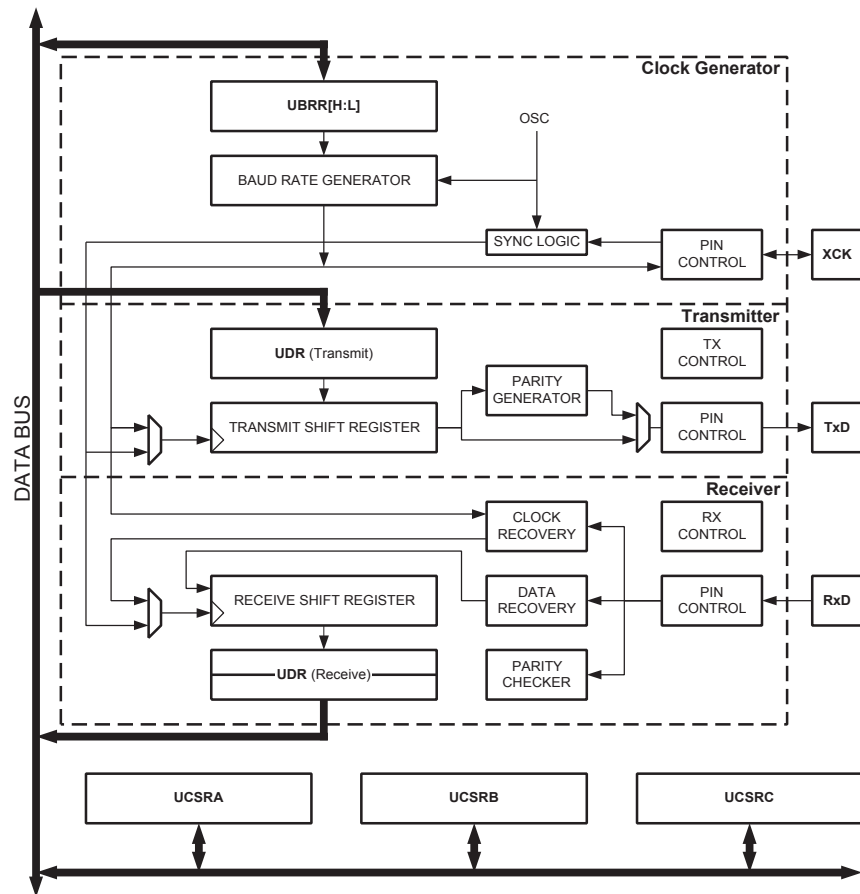 Clock Generator
UBRR[H:L]
OSC
BAUD RATE GENERATOR
SYNC LOGIC
PIN
CONTROL
XCK
Transmitter
UDR (Transmit)
TX
CONTROL
PARITY
GENERATOR
TRANSMIT SHIFT REGISTER
PIN
CONTROL
TxD
DATA BUS
Receiver
CLOCK
RECOVERY
RX
CONTROL
RECEIVE SHIFT REGISTER
DATA
RECOVERY
PIN
CONTROL
RxD
UDR (Receive)
PARITY
CHECKER
UCSRA
UCSRB
UCSRC